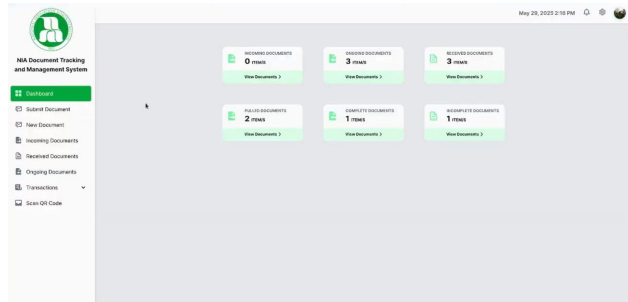 May 29, 2025 2:16 PM
NIA Document Tracking
and Management System
Dashboard
Submit Document
New Document
Incoming Documents
Received Documents
Ongoing Documents
Transactions
Scan QR Code
INCOMING DOCUMENTS
0 ITEM/S
View Documents >
ONGOING DOCUMENTS
3 ITEM/S
View Documents >
RECEIVED DOCUMENTS
3 ITEM/S
View Documents >
PULLED DOCUMENTS
2 ITEM/S
View Documents >
COMPLETE DOCUMENTS
1 ITEM/S
View Documents >
INCOMPLETE DOCUMENTS
1 ITEM/S
View Documents >